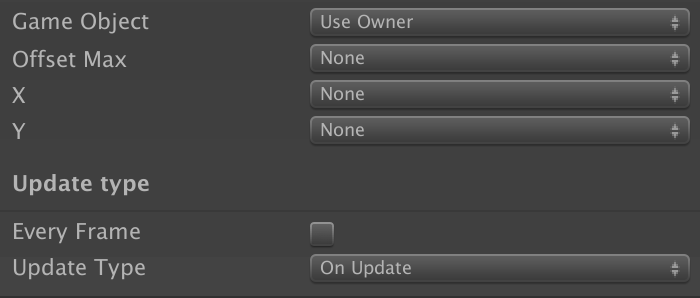 Game Object Use Owner
Offset Max None
X None
Y None
Update type
Every Frame
Update Type On Update